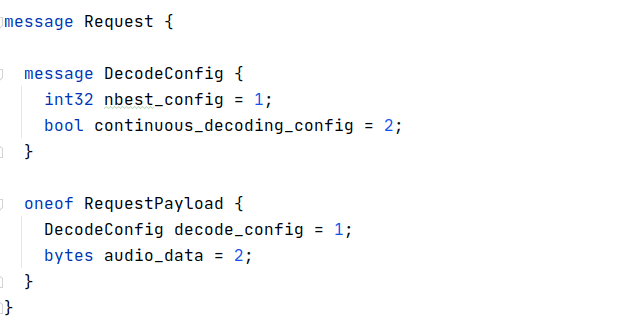 message Request {
message DecodeConfig {
int32 nbest_config = 1;
bool continuous_decoding_config = 2;
}
oneof RequestPayload {
DecodeConfig decode_config = 1;
bytes audio_data = 2;
}
}